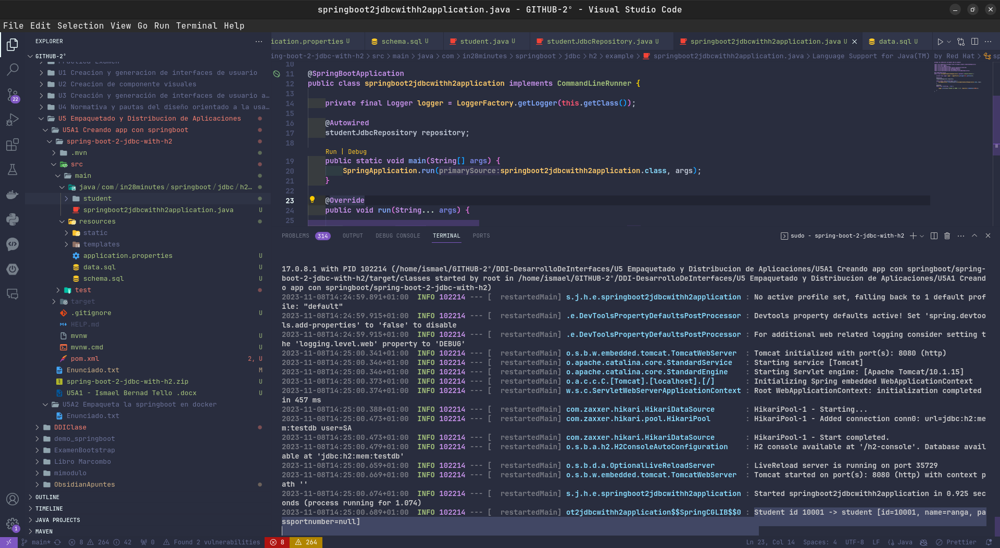 springboot2jdbcwithh2application.java - GITHUB-2° - Visual Studio Code
File Edit Selection View Go Run Terminal Help
EXPLORER
GITHUB-2°
Practica Examen
U1 Creacion y generacion de interfaces de usuario
U2 Creacion de componente visuales
U3 Creación y generación de interfaces de usuario a…
U4 Normativa y pautas del diseño orientado a la usa…
U5 Empaquetado y Distribucion de Aplicaciones
U5A1 Creando app con springboot
spring-boot-2-jdbc-with-h2
.mvn
src
main
java/com/in28minutes/springboot/jdbc/h2…
student
springboot2jdbcwithh2application.java U
resources
static
templates
application.properties U
data.sql U
schema.sql U
test
target
.gitignore U
HELP.md
mvnw U
mvnw.cmd U
pom.xml 2, U
Enunciado.txt M
spring-boot-2-jdbc-with-h2.zip U
U5A1 - Ismael Bernad Tello .docx U
U5A2 Empaqueta la springboot en docker
Enunciado.txt
DDIClase
demo_springboot
ExamenBootstrap
Libro Marcombo
mimodulo
ObsidianApuntes
OUTLINE
TIMELINE
JAVA PROJECTS
MAVEN
22
1
ication.properties U
schema.sql U
student.java U
studentJdbcRepository.java U
springboot2jdbcwithh2application.java U
data.sql U
ing-boot-2-jdbc-with-h2 > src > main > java > com > in28minutes > springboot > jdbc > h2 > example > springboot2jdbcwithh2application.java > Language Support for Java(TM) by Red Hat > sp
10
11 @SpringBootApplication
12 public class springboot2jdbcwithh2application implements CommandLineRunner {
13
14 private final Logger logger = LoggerFactory.getLogger(this.getClass());
15
16 @Autowired
17 studentJdbcRepository repository;
18
Run | Debug
19 public static void main(String[] args) {
20 SpringApplication.run(primarySource:springboot2jdbcwithh2application.class, args);
21 }
22
23 @Override
24 public void run(String... args) {
25
PROBLEMS 314 OUTPUT DEBUG CONSOLE TERMINAL PORTS
sudo - spring-boot-2-jdbc-with-h2
17.0.8.1 with PID 102214 (/home/ismael/GITHUB-2°/DDI-DesarrolloDeInterfaces/U5 Empaquetado y Distribucion de Aplicaciones/U5A1 Creando app con springboot/spring-
boot-2-jdbc-with-h2/target/classes started by root in /home/ismael/GITHUB-2°/DDI-DesarrolloDeInterfaces/U5 Empaquetado y Distribucion de Aplicaciones/U5A1 Creand
o app con springboot/spring-boot-2-jdbc-with-h2)
2023-11-08T14:24:59.891+01:00 INFO 102214 --- [ restartedMain] s.j.h.e.springboot2jdbcwithh2application : No active profile set, falling back to 1 default prof
ile: "default"
2023-11-08T14:24:59.915+01:00 INFO 102214 --- [ restartedMain] .e.DevToolsPropertyDefaultsPostProcessor : Devtools property defaults active! Set 'spring.devtoo
ls.add-properties' to 'false' to disable
2023-11-08T14:24:59.915+01:00 INFO 102214 --- [ restartedMain] .e.DevToolsPropertyDefaultsPostProcessor : For additional web related logging consider setting t
he 'logging.level.web' property to 'DEBUG'
2023-11-08T14:25:00.341+01:00 INFO 102214 --- [ restartedMain] o.s.b.w.embedded.tomcat.TomcatWebServer : Tomcat initialized with port(s): 8080 (http)
2023-11-08T14:25:00.346+01:00 INFO 102214 --- [ restartedMain] o.apache.catalina.core.StandardService : Starting service [Tomcat]
2023-11-08T14:25:00.346+01:00 INFO 102214 --- [ restartedMain] o.apache.catalina.core.StandardEngine : Starting Servlet engine: [Apache Tomcat/10.1.15]
2023-11-08T14:25:00.373+01:00 INFO 102214 --- [ restartedMain] o.a.c.c.C.[Tomcat].[localhost].[/] : Initializing Spring embedded WebApplicationContext
2023-11-08T14:25:00.374+01:00 INFO 102214 --- [ restartedMain] w.s.c.ServletWebServerApplicationContext : Root WebApplicationContext: initialization completed
in 457 ms
2023-11-08T14:25:00.388+01:00 INFO 102214 --- [ restartedMain] com.zaxxer.hikari.HikariDataSource : HikariPool-1 - Starting...
2023-11-08T14:25:00.473+01:00 INFO 102214 --- [ restartedMain] com.zaxxer.hikari.pool.HikariPool : HikariPool-1 - Added connection conn0: url=jdbc:h2:me
m:testdb user=SA
2023-11-08T14:25:00.473+01:00 INFO 102214 --- [ restartedMain] com.zaxxer.hikari.HikariDataSource : HikariPool-1 - Start completed.
2023-11-08T14:25:00.479+01:00 INFO 102214 --- [ restartedMain] o.s.b.a.h2.H2ConsoleAutoConfiguration : H2 console available at '/h2-console'. Database avail
able at 'jdbc:h2:mem:testdb'
2023-11-08T14:25:00.659+01:00 INFO 102214 --- [ restartedMain] o.s.b.d.a.OptionalLiveReloadServer : LiveReload server is running on port 35729
2023-11-08T14:25:00.669+01:00 INFO 102214 --- [ restartedMain] o.s.b.w.embedded.tomcat.TomcatWebServer : Tomcat started on port(s): 8080 (http) with context p
ath ''
2023-11-08T14:25:00.674+01:00 INFO 102214 --- [ restartedMain] s.j.h.e.springboot2jdbcwithh2application : Started springboot2jdbcwithh2application in 0.925 sec
onds (process running for 1.074)
2023-11-08T14:25:00.689+01:00 INFO 102214 --- [ restartedMain] ot2jdbcwithh2application$$SpringCGLIB$$0 : Student id 10001 -> student [id=10001, name=ranga, pa
ssportnumber=null]
main* 8 264 42 0 Found 2 vulnerabilities 8 264 Ln 23, Col 14 Spaces: 4 UTF-8 LF Java Prettier